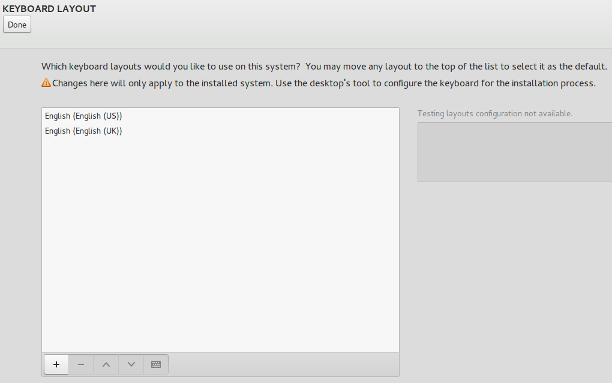 KEYBOARD LAYOUT
Done
Which keyboard layouts would you like to use on this system? You may move any layout to the top of the list to select it as the default.
Changes here will only apply to the installed system. Use the desktop's tool to configure the keyboard for the installation process.
English (English (US))
English (English (UK))
Testing layouts configuration not available.